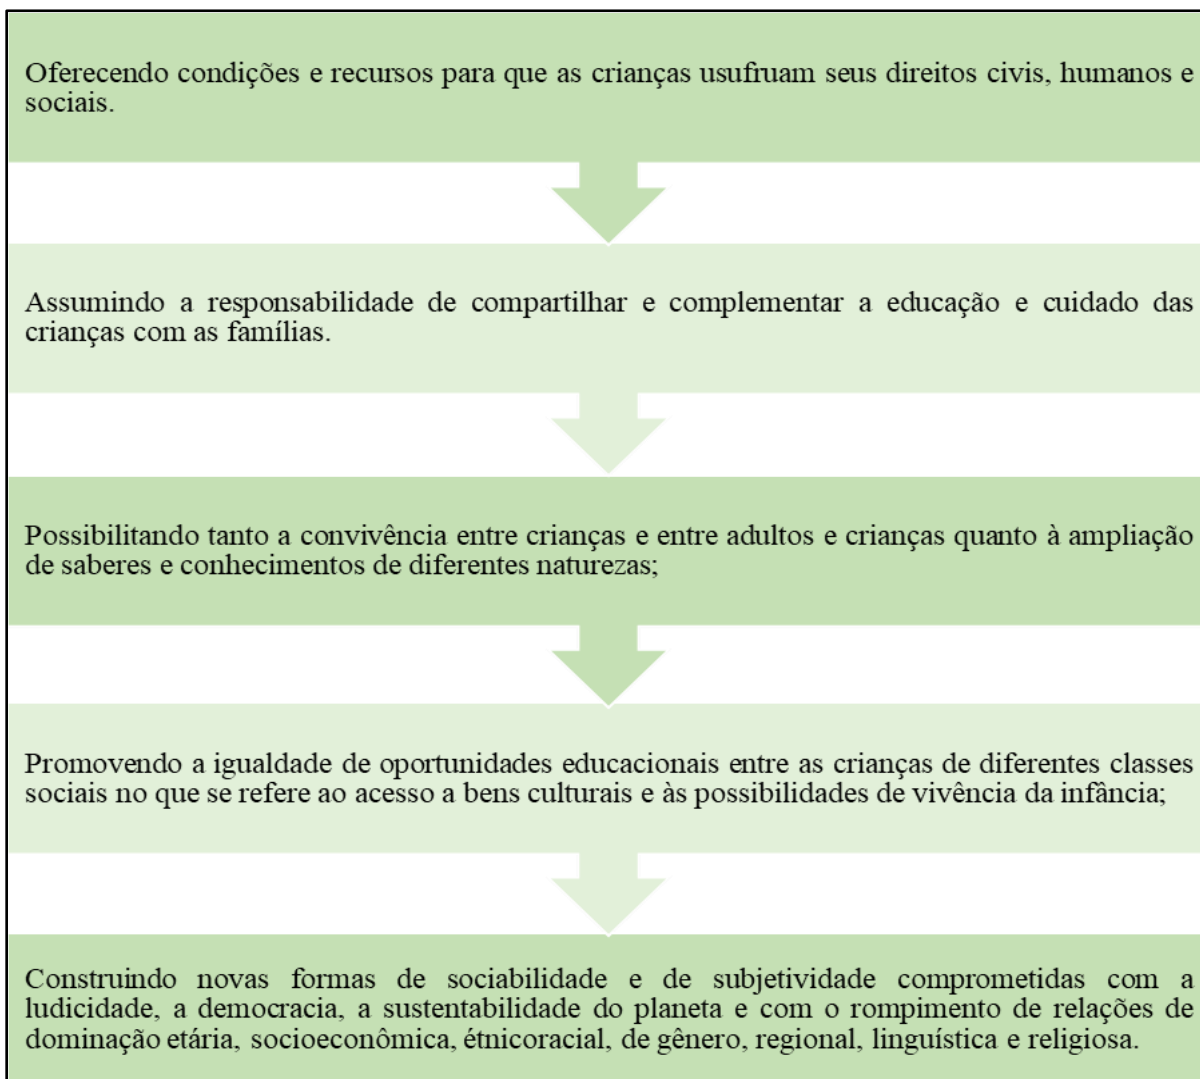 Oferecendo condições e recursos para que as crianças usufruam seus direitos civis, humanos e
sociais.
Assumindo a responsabilidade de compartilhar e complementar a educação e cuidado das
crianças com as famílias.
Possibilitando tanto a convivência entre crianças e entre adultos e crianças quanto à ampliação
de saberes e conhecimentos de diferentes naturezas;
Promovendo a igualdade de oportunidades educacionais entre as crianças de diferentes classes
sociais no que se refere ao acesso a bens culturais e às possibilidades de vivência da infância;
Construindo novas formas de sociabilidade e de subjetividade comprometidas com a
ludicidade, a democracia, a sustentabilidade do planeta e com o rompimento de relações de
dominação etária, socioeconômica, étnicoracial, de gênero, regional, linguística e religiosa.